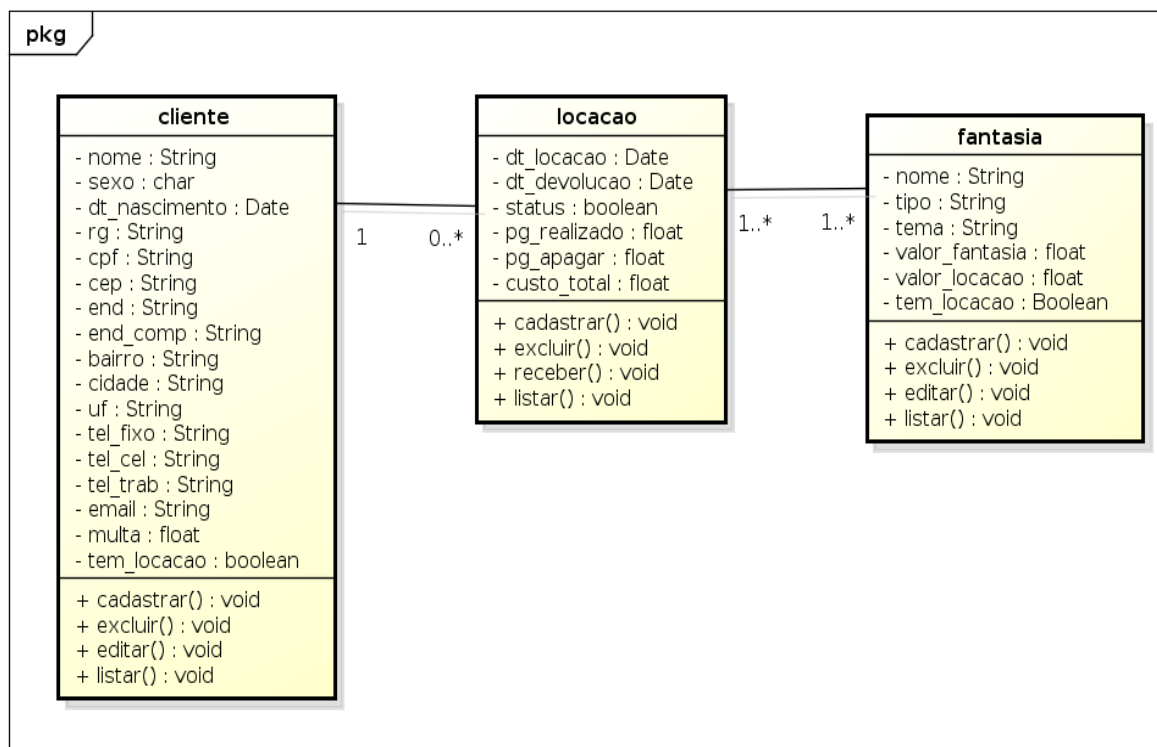 pkg
cliente
- nome : String
- sexo : char
- dt_nascimento : Date
- rg : String
- cpf : String
- cep : String
- end : String
- end_comp : String
- bairro : String
- cidade : String
- uf : String
- tel_fixo : String
- tel_cel : String
- tel_trab : String
- email : String
- multa : float
- tem_locacao : boolean
+ cadastrar() : void
+ excluir() : void
+ editar() : void
+ listar() : void
1
0..*
locacao
- dt_locacao : Date
- dt_devolucao : Date
- status : boolean
- pg_realizado : float
- pg_apagar : float
- custo_total : float
+ cadastrar() : void
+ excluir() : void
+ receber() : void
+ listar() : void
1..*
1..*
fantasia
- nome : String
- tipo : String
- tema : String
- valor_fantasia : float
- valor_locacao : float
- tem_locacao : Boolean
+ cadastrar() : void
+ excluir() : void
+ editar() : void
+ listar() : void